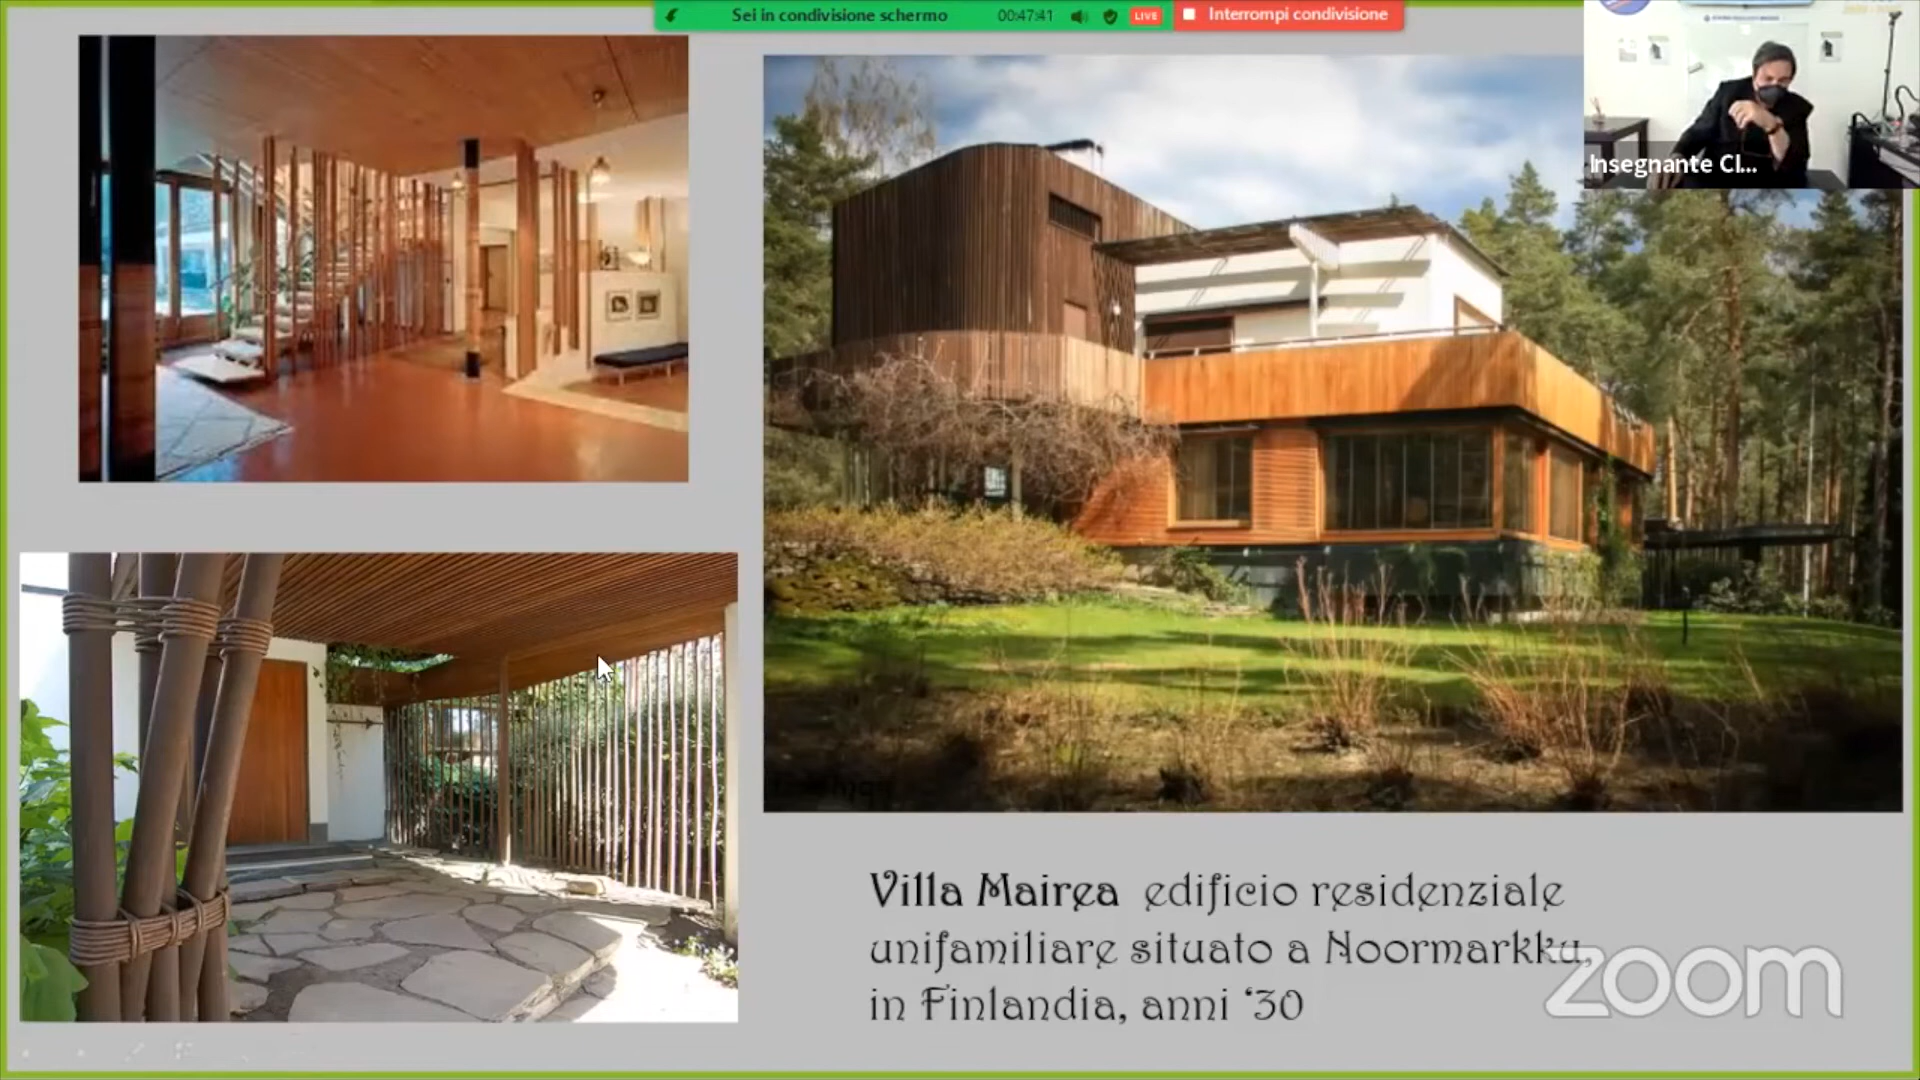 Sei in condivisione schermo 00:47:41 LIVE Interrompi condivisione
Insegnante Cl...
Villa Mairea edificio residenziale
unifamiliare situato a Noormarkku,
in Finlandia, anni ‘30
zoom